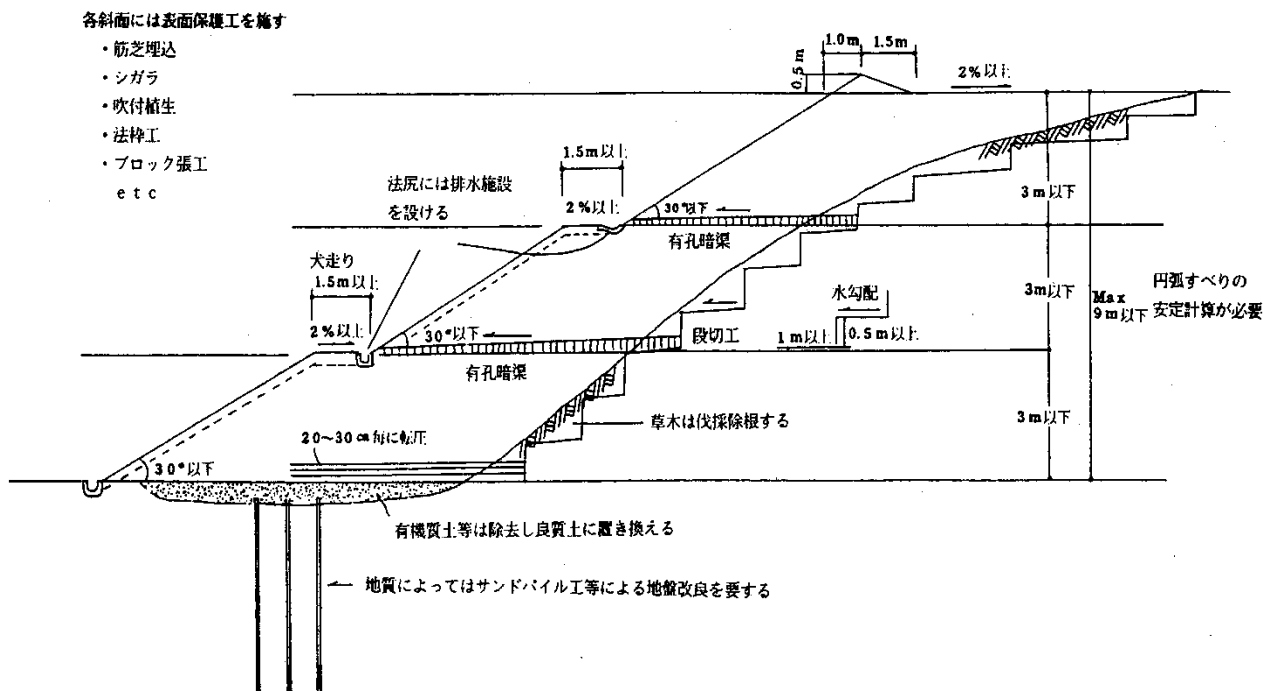 各斜面には表面保護工を施す
・筋芝埋込
・シガラ
・吹付植生
・法枠工
・ブロック張工
etc
1.0m
1.5m
0.5m
2%以上
1.5m以上
法尻には排水施設
を設ける
2%以上
30°以下
3m以下
有孔暗渠
犬走り
1.5m以上
水勾配
円弧すべりの
安定計算が必要
Max
9m以下
3m以下
2%以上
30°以下
段切工
1m以上
0.5m以上
有孔暗渠
草木は伐採除根する
3m以下
20〜30㎝毎に転圧
30°以下
有機質土等は除去し良質土に置き換える
地質によってはサンドパイル工等による地盤改良を要する